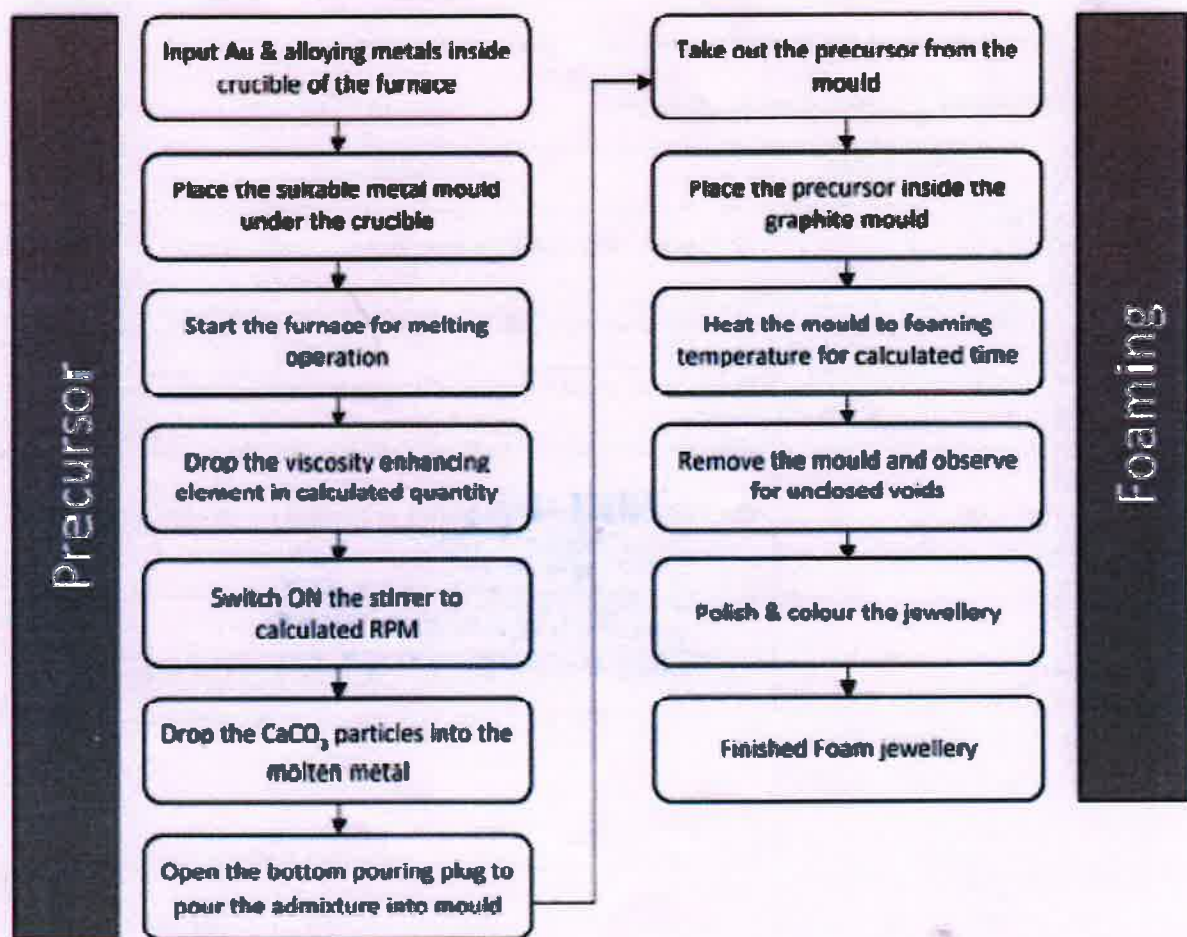 Precursor
Input Au & alloying metals inside
crucible of the furnace
Place the suitable metal mould
under the crucible
Start the furnace for melting
operation
Drop the viscosity enhancing
element in calculated quantity
Switch ON the stirrer to
calculated RPM
Drop the CaCO₃ particles into the
molten metal
Open the bottom pouring plug to
pour the admixture into mould
Take out the precursor from the
mould
Place the precursor inside the
graphite mould
Heat the mould to foaming
temperature for calculated time
Remove the mould and observe
for unclosed voids
Polish & colour the jewellery
Finished Foam jewellery
Foaming